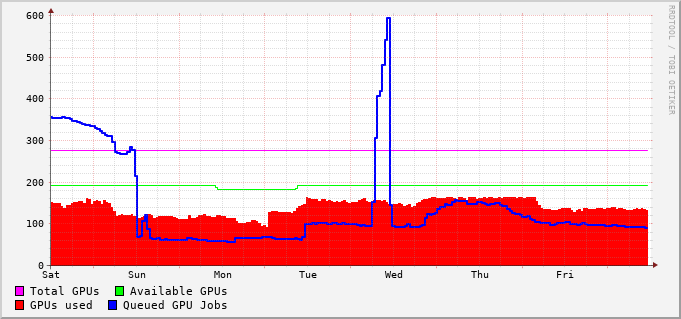 600
500
400
300
200
100
0
Sat Sun Mon Tue Wed Thu Fri
Total GPUs Available GPUs
GPUs used Queued GPU Jobs
RRDTOOL / TOBI OETIKER